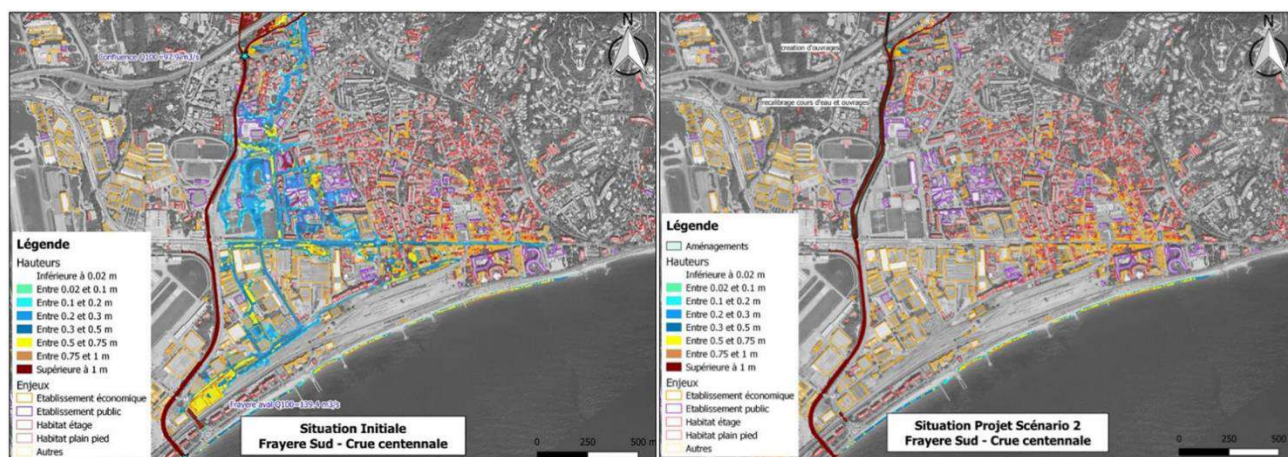 N
Confluence Q100=92.9 m3/s
Légende
Hauteurs
Inférieure à 0.02 m
Entre 0.02 et 0.1 m
Entre 0.1 et 0.2 m
Entre 0.2 et 0.3 m
Entre 0.3 et 0.5 m
Entre 0.5 et 0.75 m
Entre 0.75 et 1 m
Supérieure à 1 m
Enjeux
Etablissement économique
Etablissement public
Habitat étage
Habitat plain pied
Autres
Frayere aval Q100=139.4 m3/s
Situation Initiale
Frayere Sud - Crue centennale
0 250 500 m
N
creation d'ouvrages
recalibrage cours d'eau et ouvrages
Légende
Aménagements
Hauteurs
Inférieure à 0.02 m
Entre 0.02 et 0.1 m
Entre 0.1 et 0.2 m
Entre 0.2 et 0.3 m
Entre 0.3 et 0.5 m
Entre 0.5 et 0.75 m
Entre 0.75 et 1 m
Supérieure à 1 m
Enjeux
Etablissement économique
Etablissement public
Habitat étage
Habitat plain pied
Autres
Situation Projet Scénario 2
Frayere Sud - Crue centennale
0 250 500